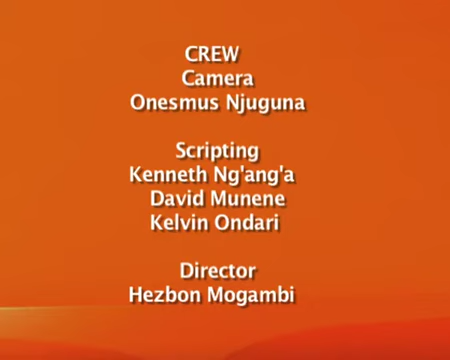 CREW
Camera
Onesmus Njuguna
Scripting
Kenneth Ng'ang'a
David Munene
Kelvin Ondari
Director
Hezbon Mogambi